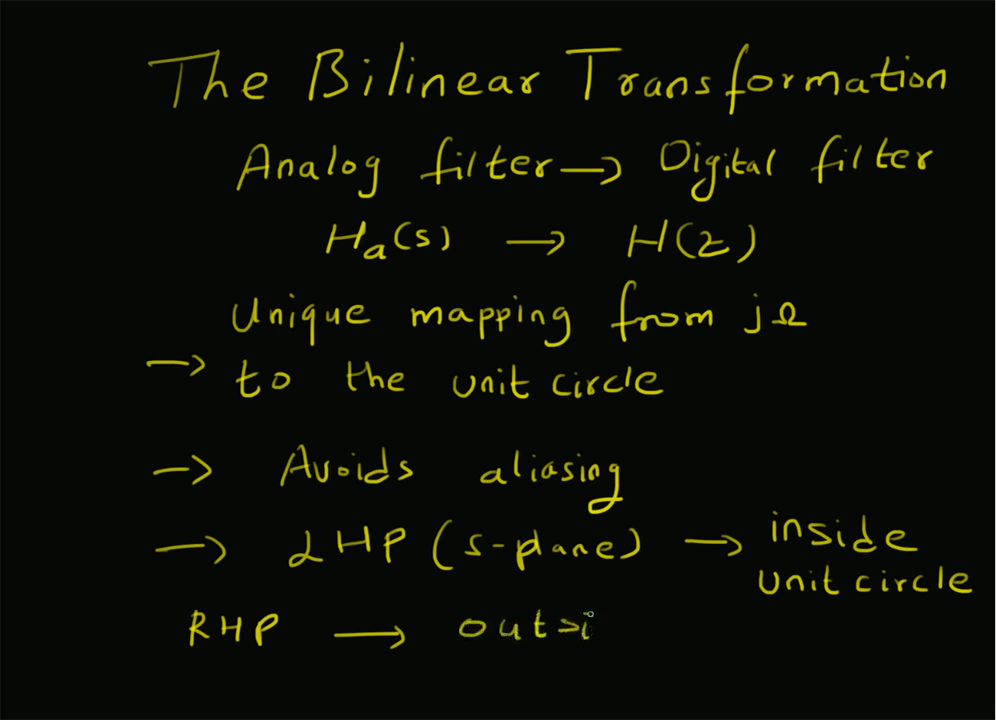 The Bilinear Transformation
Analog filter → Digital filter
Ha(s) → H(z)
Unique mapping from jΩ
→ to the unit circle
→ Avoids aliasing
→ LHP (s-plane) → inside
unit circle
RHP → outsi